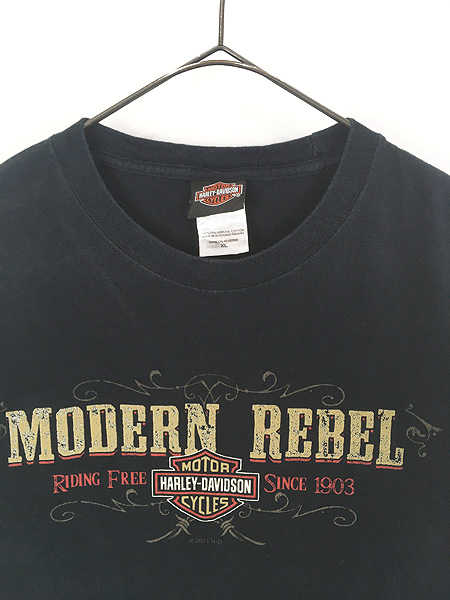 MOTOR
HARLEY-DAVIDSON
CYCLES
XL
MODERN REBEL
RIDING FREE
MOTOR
HARLEY-DAVIDSON
CYCLES
SINCE 1903